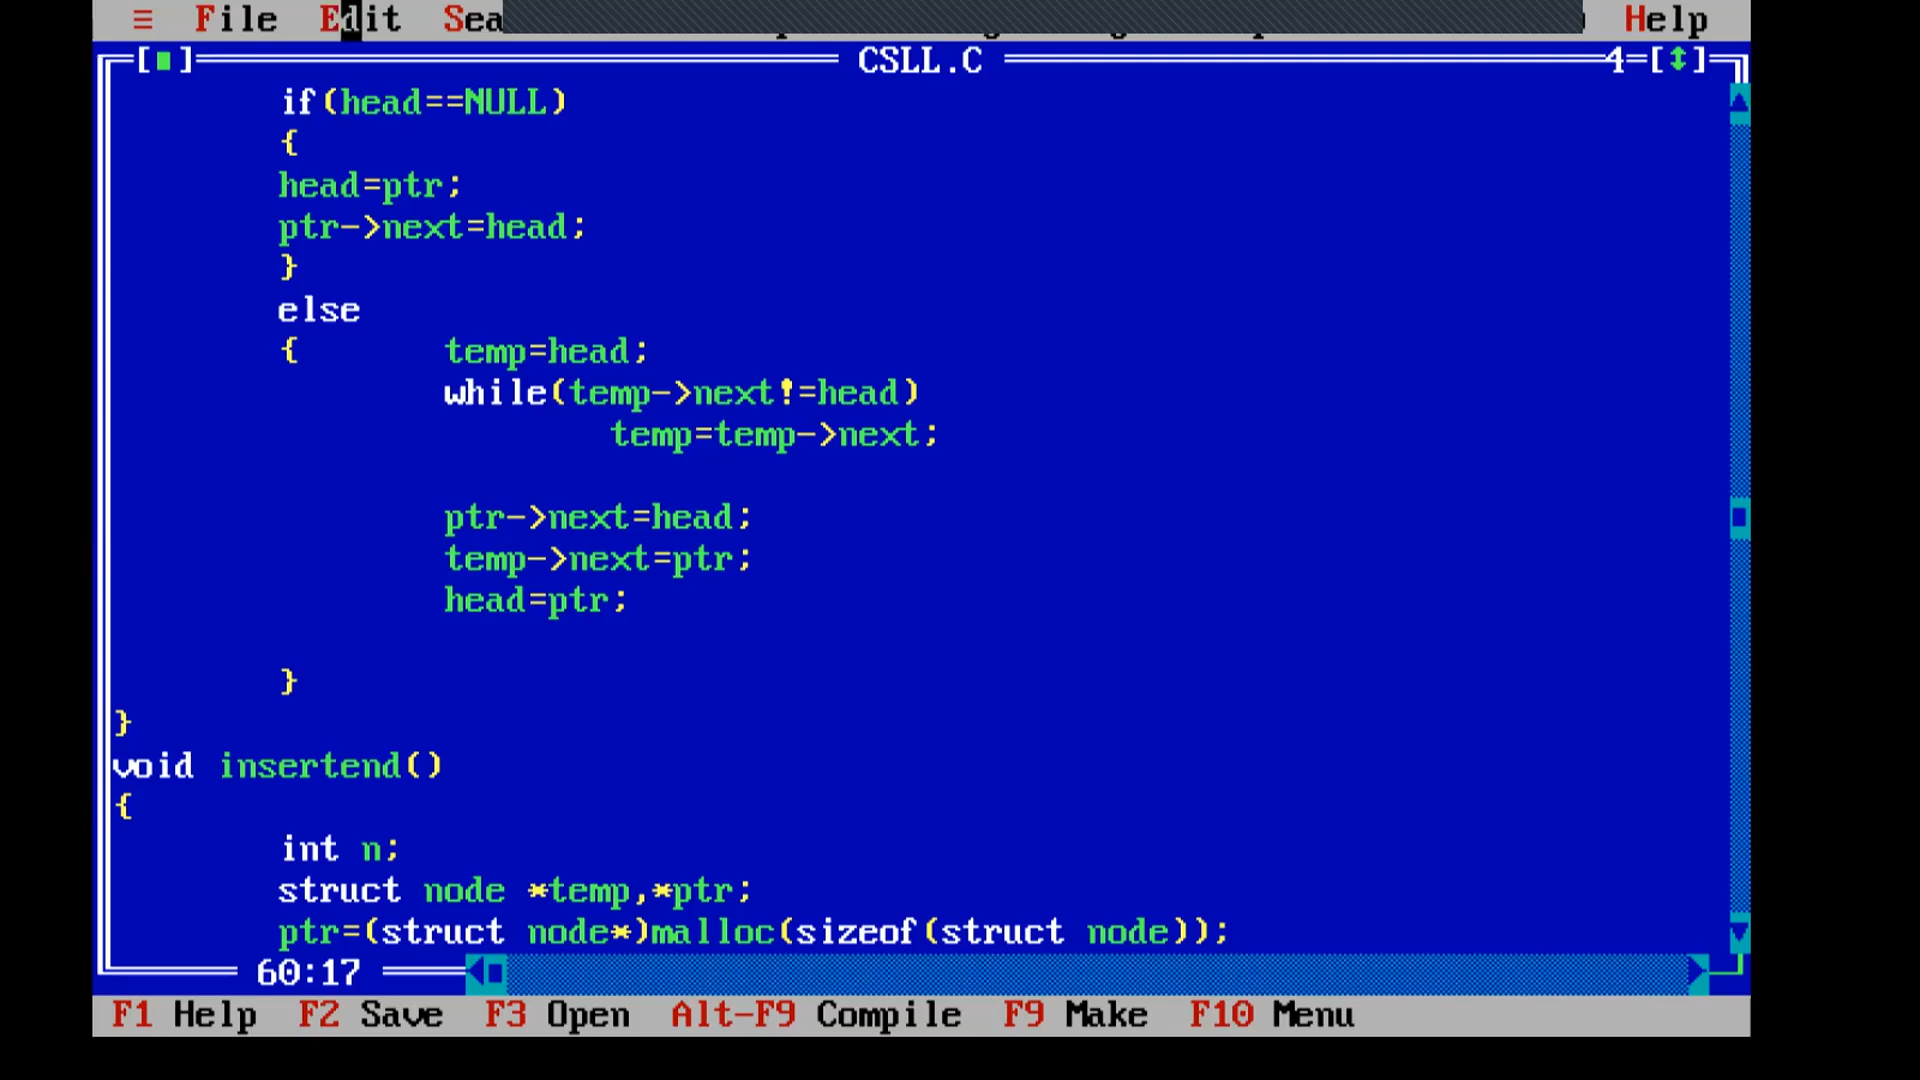 ≡ File Edit Sea Help
[■] CSLL.C 4=[↕]
if(head==NULL)
{
head=ptr;
ptr->next=head;
}
else
{ temp=head;
while(temp->next!=head)
temp=temp->next;
ptr->next=head;
temp->next=ptr;
head=ptr;
}
}
void insertend()
{
int n;
struct node *temp,*ptr;
ptr=(struct node*)malloc(sizeof(struct node));
60:17
F1 Help F2 Save F3 Open Alt-F9 Compile F9 Make F10 Menu